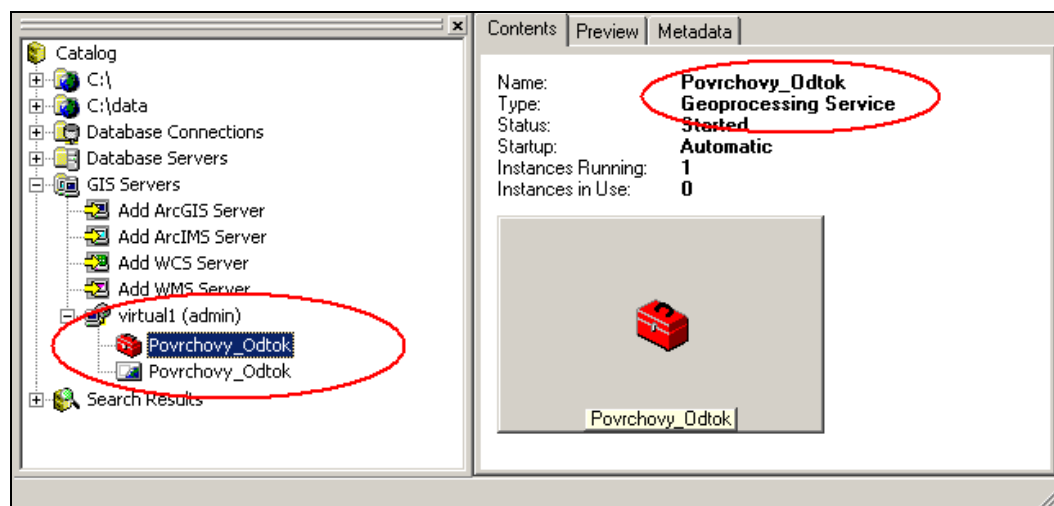 Catalog
C:\
C:\data
Database Connections
Database Servers
GIS Servers
Add ArcGIS Server
Add ArcIMS Server
Add WCS Server
Add WMS Server
virtual1 (admin)
Povrchovy_Odtok
Povrchovy_Odtok
Search Results
Contents Preview Metadata
Name: Povrchovy_Odtok
Type: Geoprocessing Service
Status: Started
Startup: Automatic
Instances Running: 1
Instances in Use: 0
Povrchovy_Odtok